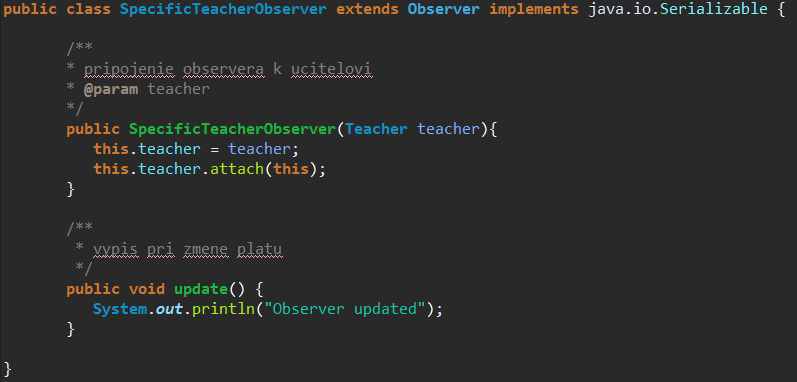 public class SpecificTeacherObserver extends Observer implements java.io.Serializable {
/**
* pripojenie observera k ucitelovi
* @param teacher
*/
public SpecificTeacherObserver(Teacher teacher){
this.teacher = teacher;
this.teacher.attach(this);
}
/**
* vypis pri zmene platu
*/
public void update() {
System.out.println("Observer updated");
}
}